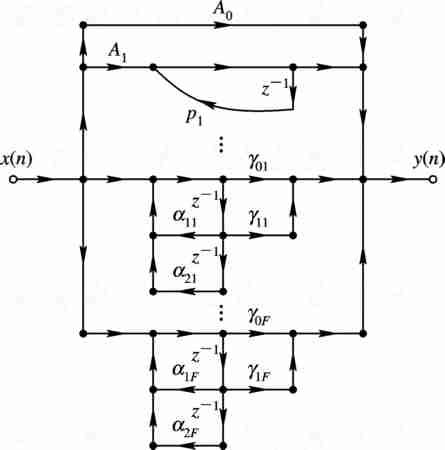 A₀
A₁
z⁻¹
p₁
⋮
x(n) γ₀₁ y(n)
z⁻¹
α₁₁ γ₁₁
z⁻¹
α₂₁
⋮
γ₀F
z⁻¹
α₁F γ₁F
z⁻¹
α₂F